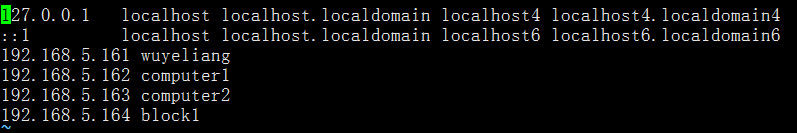 127.0.0.1   localhost localhost.localdomain localhost4 localhost4.localdomain4
::1         localhost localhost.localdomain localhost6 localhost6.localdomain6
192.168.5.161 wuyeliang
192.168.5.162 computer1
192.168.5.163 computer2
192.168.5.164 block1
~